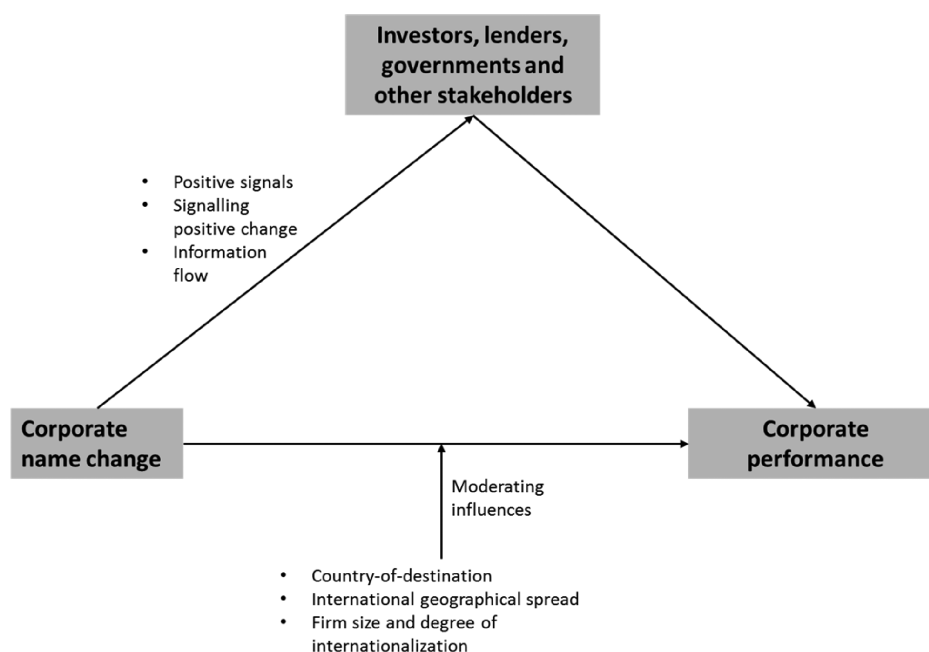 Investors, lenders,
governments and
other stakeholders
• Positive signals
• Signalling
positive change
• Information
flow
Corporate
name change
Corporate
performance
Moderating
influences
• Country-of-destination
• International geographical spread
• Firm size and degree of
internationalization